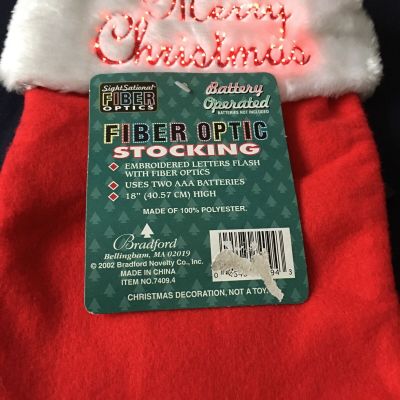 Merry
Christmas
SightSational
FIBER
OPTICS
Battery
Operated
BATTERIES NOT INCLUDED
FIBER OPTIC
STOCKING
EMBROIDERED LETTERS FLASH
WITH FIBER OPTICS
USES TWO AAA BATTERIES
18" (40.57 CM) HIGH
MADE OF 100% POLYESTER.
Bradford
Bellingham, MA 02019
© 2002 Bradford Novelty Co., Inc.
MADE IN CHINA
ITEM NO.7409.4
CHRISTMAS DECORATION, NOT A TOY.